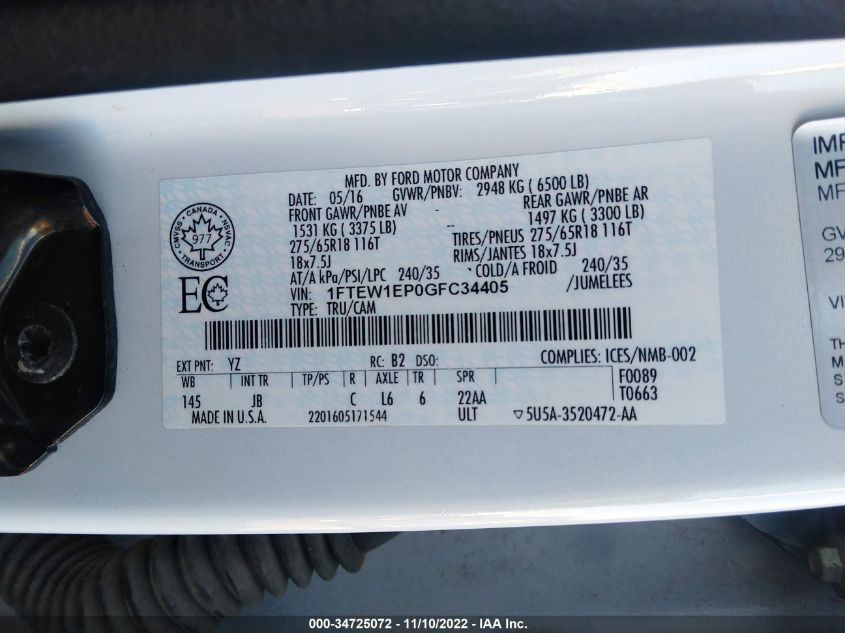 MFD. BY FORD MOTOR COMPANY
DATE: 05/16 GVWR/PNBV: 2948 KG ( 6500 LB)
FRONT GAWR/PNBE AV - REAR GAWR/PNBE AR
1531 KG ( 3375 LB) -- 1497 KG ( 3300 LB)
275/65R18 116T TIRES/PNEUS 275/65R18 116T
18x7.5J RIMS/JANTES 18x7.5J
AT/A kPa/PSI/LPC 240/35 - COLD/A FROID 240/35
VIN: 1FTEW1EP0GFC34405 /JUMELEES
TYPE: TRU/CAM
CMVSS CANADA NSVAC
977
TRANSPORT
EC
EXT PNT: YZ RC: B2 DSO: COMPLIES: ICES/NMB-002
WB INT TR TP/PS R AXLE TR SPR F0089
145 JB C L6 6 22AA T0663
MADE IN U.S.A. 2201605171544 ULT ▽5U5A-3520472-AA
IMP
MF
MF
GV
29
VI
TH
M
S
S
000-34725072 - 11/10/2022 - IAA Inc.